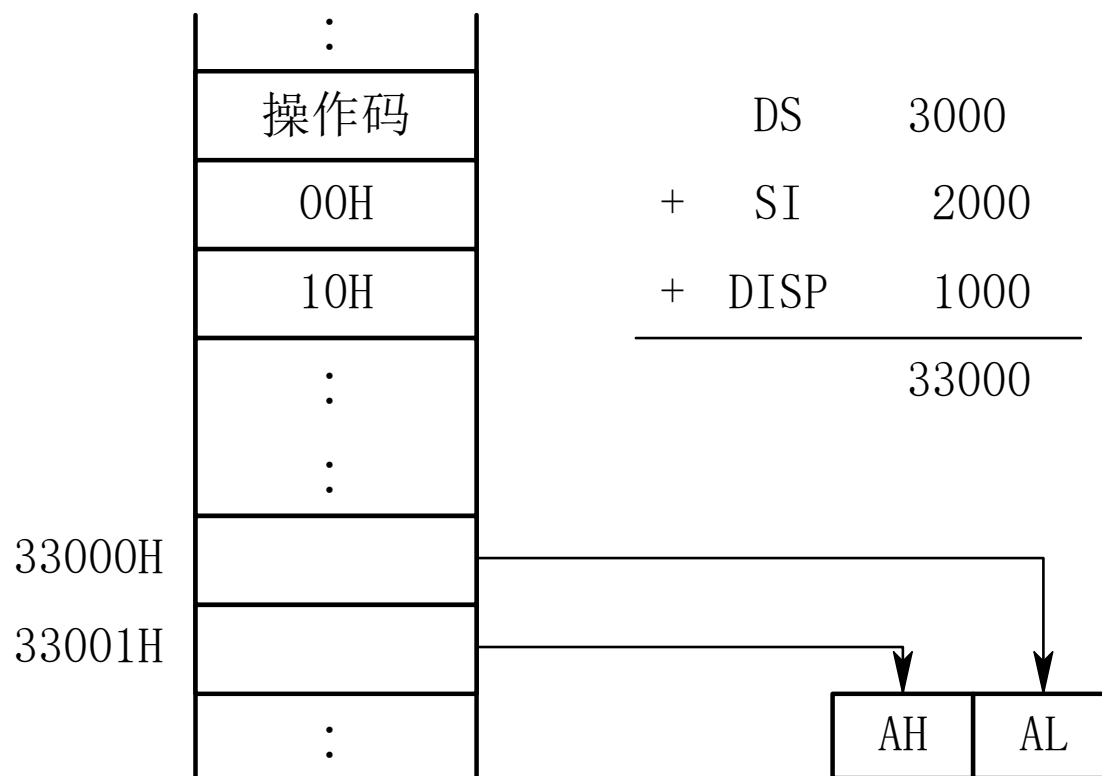 操作码
00H
10H
DS 3000
+ SI 2000
+ DISP 1000
33000
33000H
33001H
AH AL